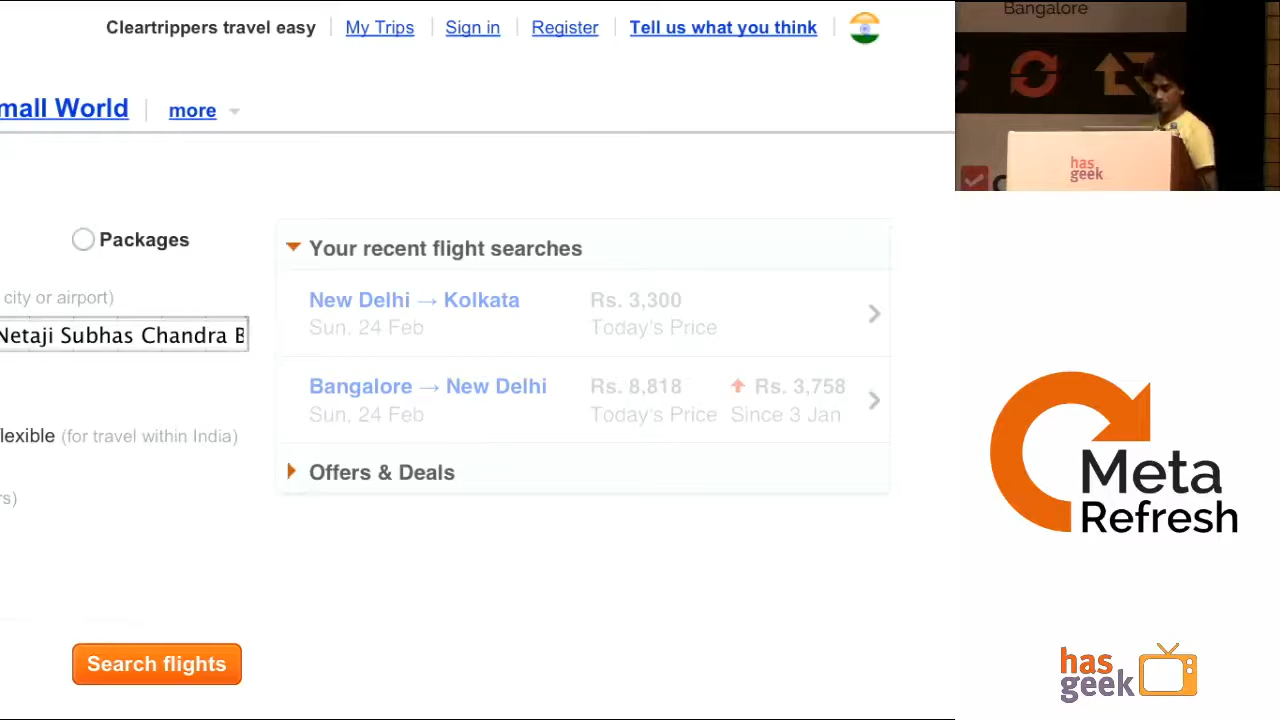 Cleartrippers travel easy My Trips Sign in Register Tell us what you think
mall World more
Packages
city or airport)
Netaji Subhas Chandra B
lexible (for travel within India)
rs)
Search flights
Your recent flight searches
New Delhi → Kolkata Rs. 3,300
Sun, 24 Feb Today's Price
Bangalore → New Delhi Rs. 8,818 Rs. 3,758
Sun, 24 Feb Today's Price Since 3 Jan
Offers & Deals
Bangalore
has
geek
Meta
Refresh
has
geek